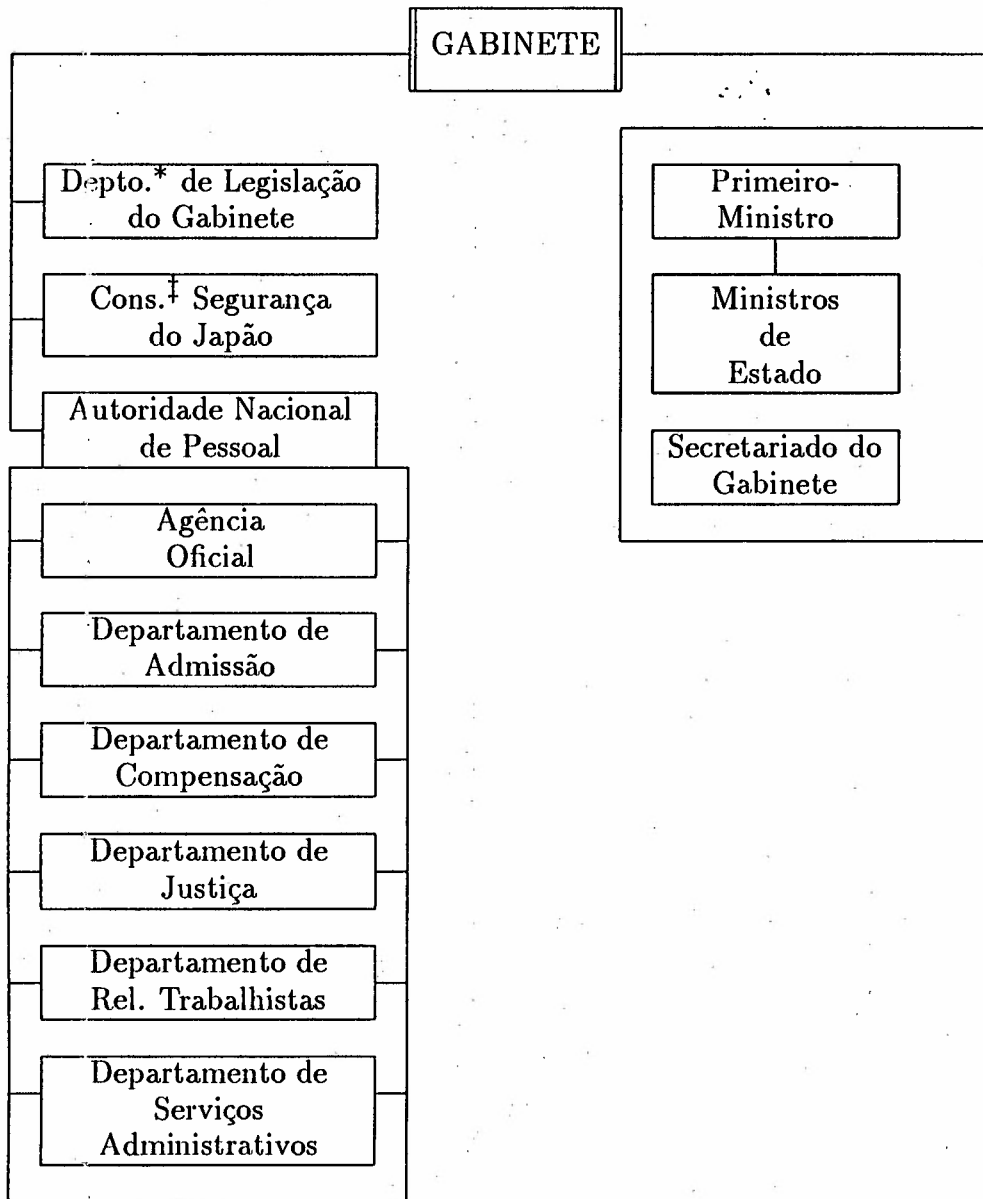 GABINETE
Depto.* de Legislação
do Gabinete
Cons.‡ Segurança
do Japão
Autoridade Nacional
de Pessoal
Agência
Oficial
Departamento de
Admissão
Departamento de
Compensação
Departamento de
Justiça
Departamento de
Rel. Trabalhistas
Departamento de
Serviços
Administrativos
Primeiro-
Ministro
Ministros
de
Estado
Secretariado do
Gabinete